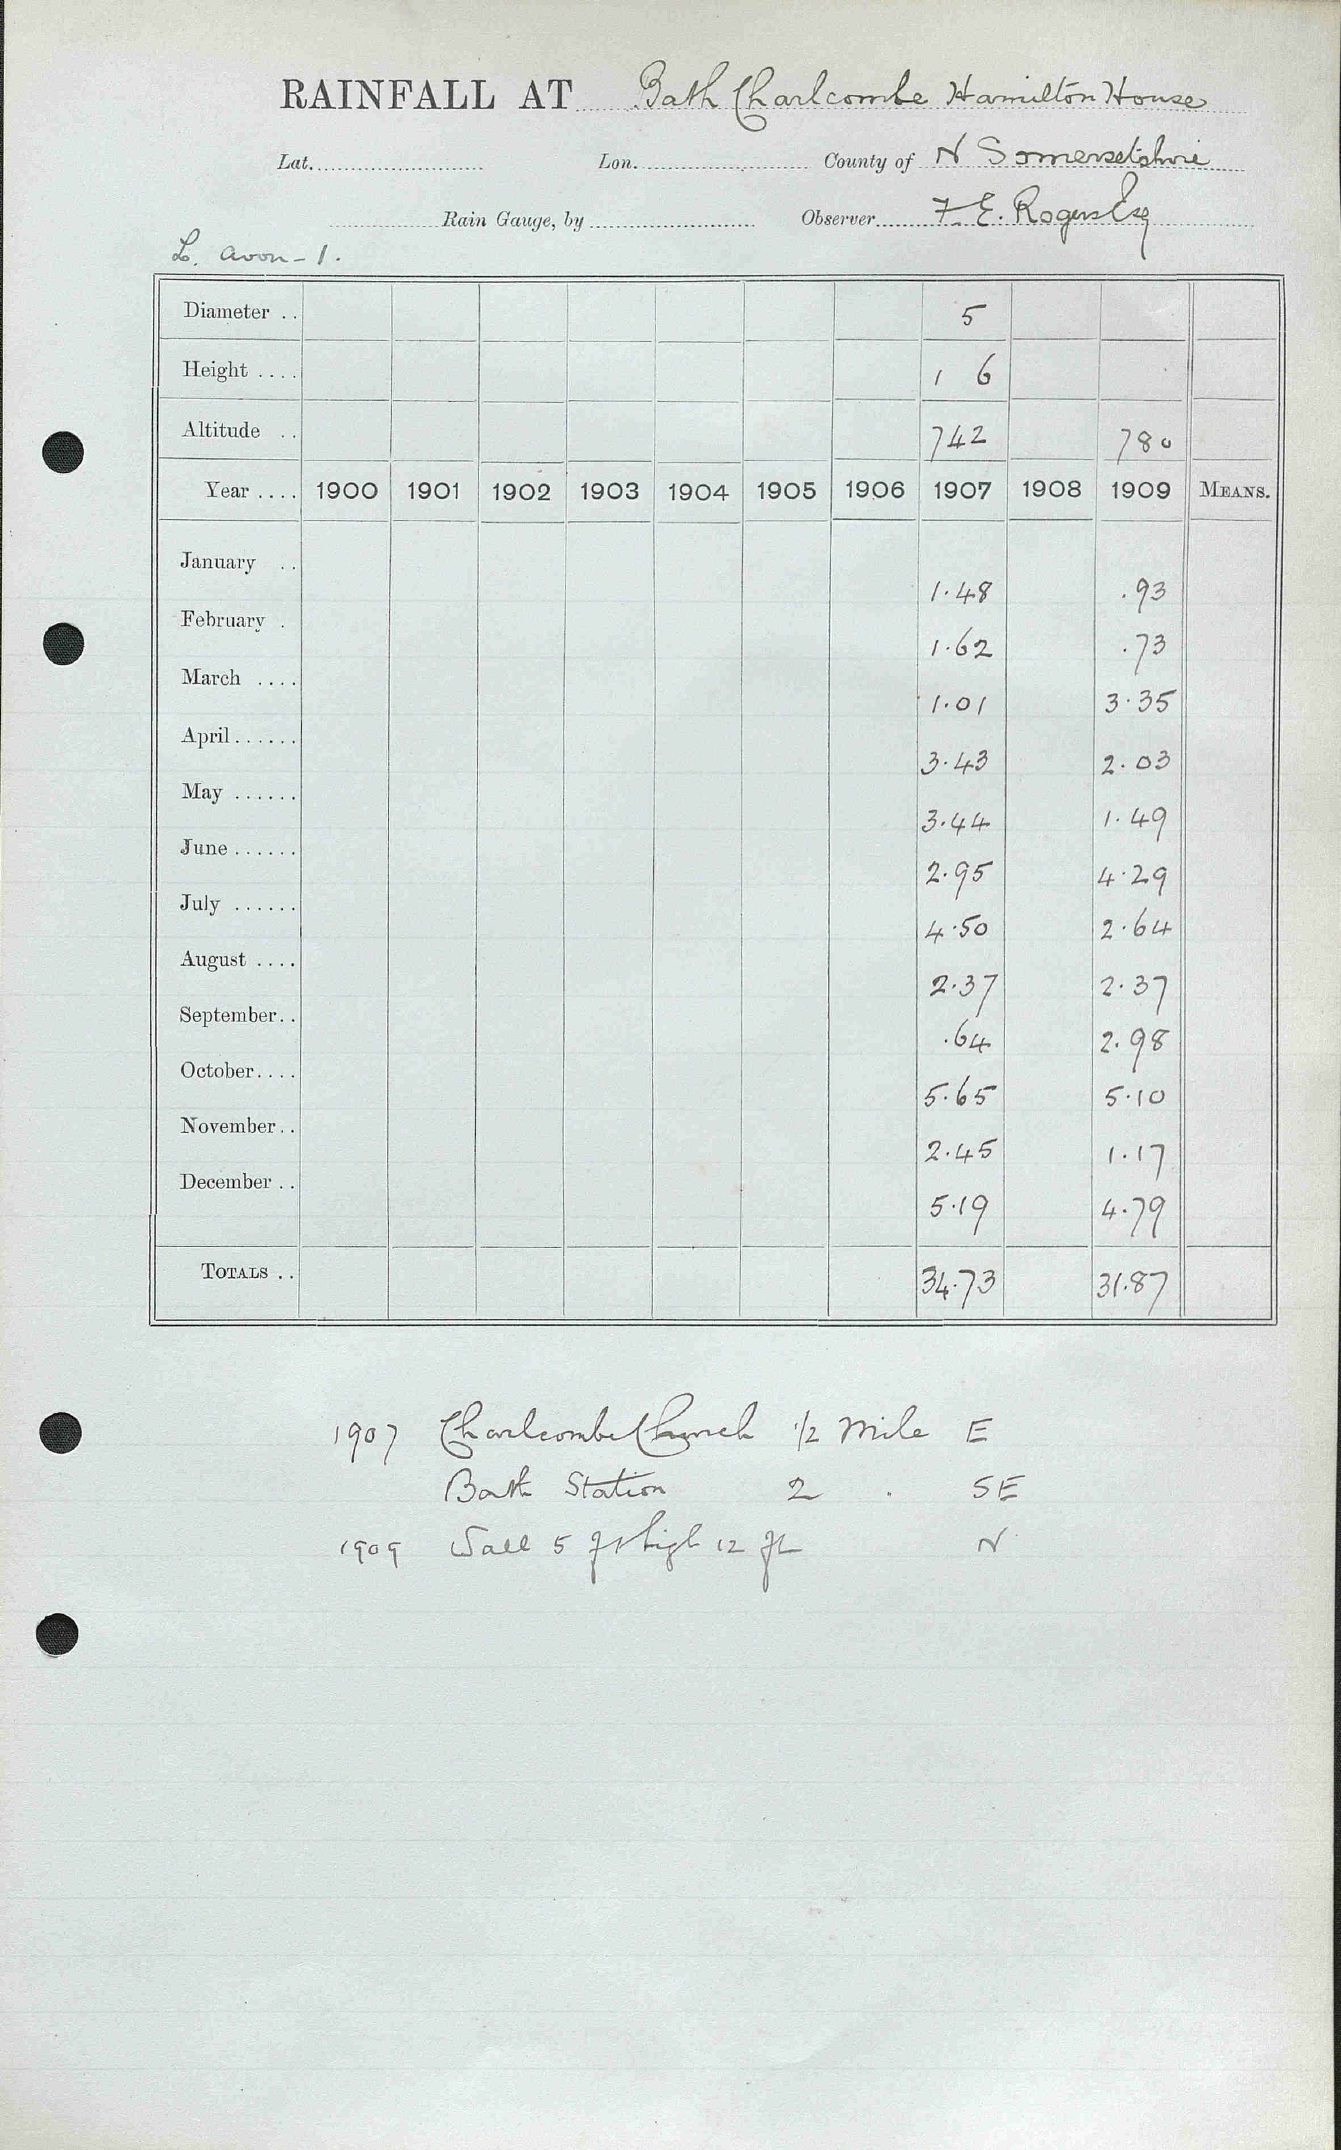 RAINFALL AT Bath Charlcombe Hamilton House
Lat. Lon. County of N Somersetshire
Rain Gauge, by Observer F. E. Rogers Esq
L. Avon - 1.
Diameter .. 5
Height .... 1 6
Altitude .. 742 780
Year .... 1900 1901 1902 1903 1904 1905 1906 1907 1908 1909 MEANS.
January .. 1.48 .93
February . 1.62 .73
March .... 1.01 3.35
April...... 3.43 2.03
May ...... 3.44 1.49
June...... 2.95 4.29
July ...... 4.50 2.64
August .... 2.37 2.37
September.. .64 2.98
October.... 5.65 5.10
November.. 2.45 1.17
December .. 5.19 4.79
TOTALS .. 34.73 31.87
1907 Charlcombe Church 1/2 Mile E
Bath Station 2 . SE
1909 Wall 5 ft high 12 ft N